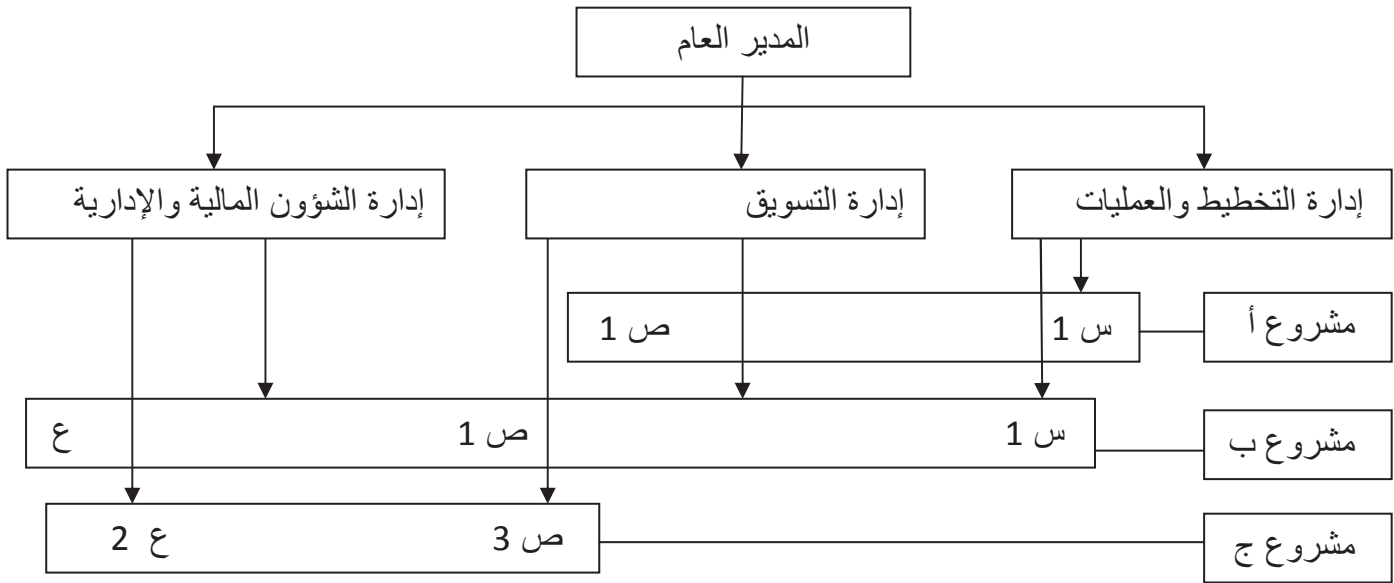 المدير العام
إدارة التخطيط والعمليات
إدارة التسويق
إدارة الشؤون المالية والإدارية
مشروع أ
س 1
ص 1
مشروع ب
س 1
ص 1
ع
مشروع ج
ص 3
ع 2